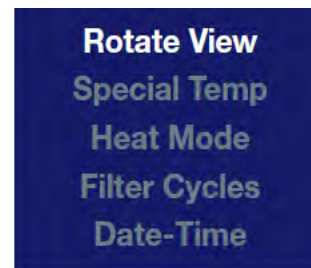 Rotate View
Special Temp
Heat Mode
Filter Cycles
Date-Time